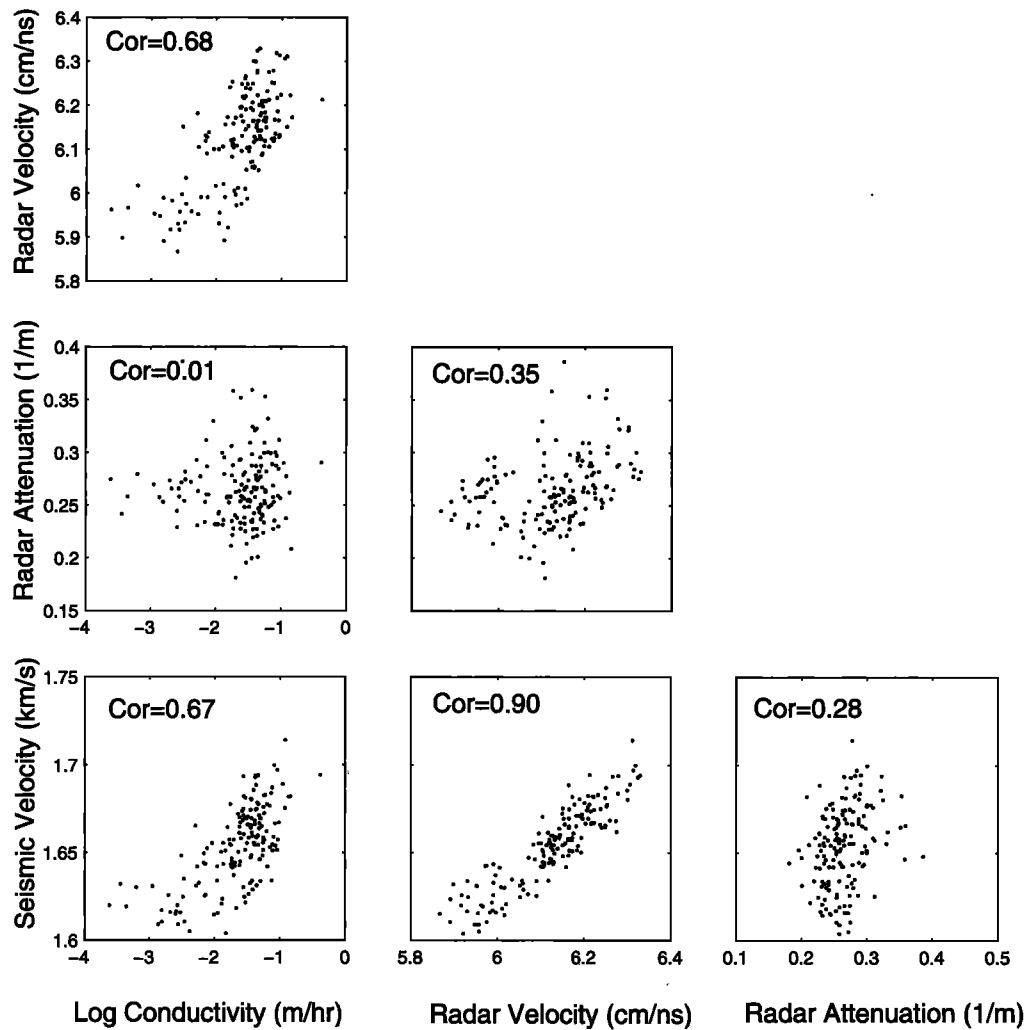 Cor=0.68
Radar Velocity (cm/ns)
6.4
6.3
6.2
6.1
6
5.9
5.8
Cor=0.01
Radar Attenuation (1/m)
0.4
0.35
0.3
0.25
0.2
0.15
−4 −3 −2 −1 0
Cor=0.35
Cor=0.67
Seismic Velocity (km/s)
1.75
1.7
1.65
1.6
−4 −3 −2 −1 0
Log Conductivity (m/hr)
Cor=0.90
5.8 6 6.2 6.4
Radar Velocity (cm/ns)
Cor=0.28
0.1 0.2 0.3 0.4 0.5
Radar Attenuation (1/m)